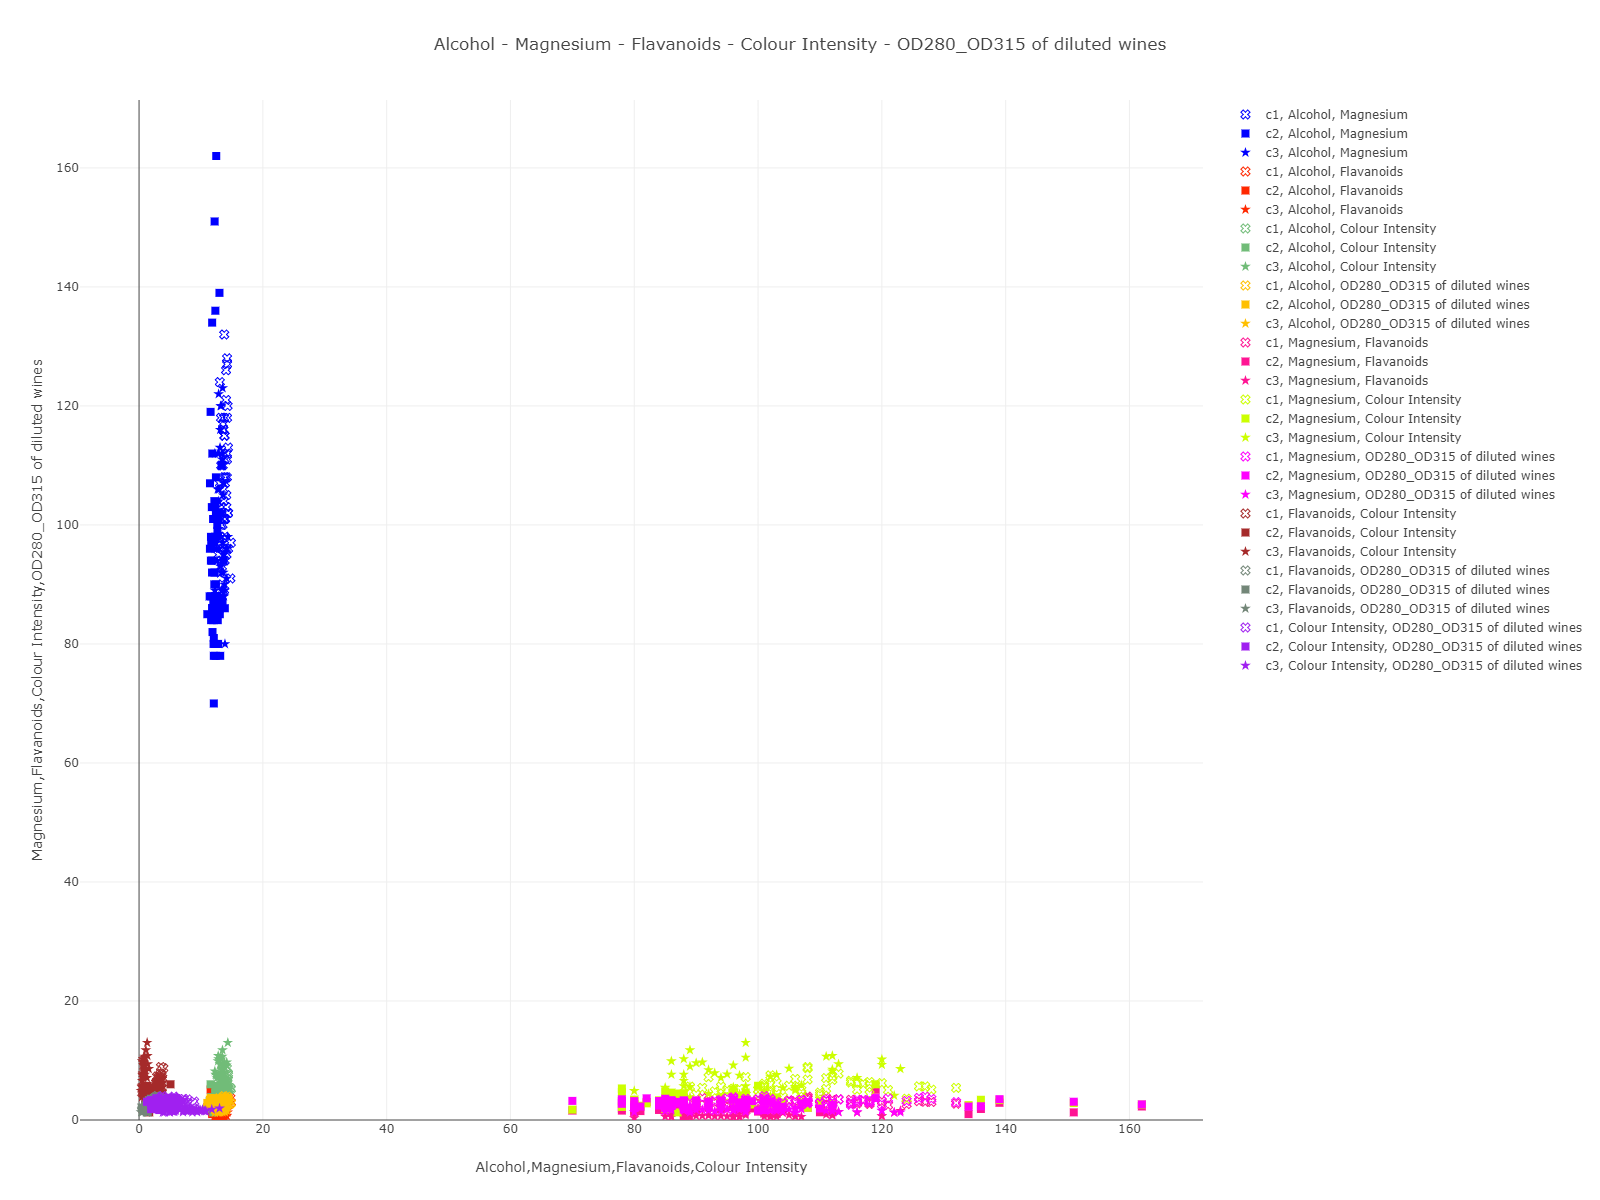 Alcohol - Magnesium - Flavanoids - Colour Intensity - OD280_OD315 of diluted wines
c1, Alcohol, Magnesium
c2, Alcohol, Magnesium
c3, Alcohol, Magnesium
c1, Alcohol, Flavanoids
c2, Alcohol, Flavanoids
c3, Alcohol, Flavanoids
c1, Alcohol, Colour Intensity
c2, Alcohol, Colour Intensity
c3, Alcohol, Colour Intensity
c1, Alcohol, OD280_OD315 of diluted wines
c2, Alcohol, OD280_OD315 of diluted wines
c3, Alcohol, OD280_OD315 of diluted wines
c1, Magnesium, Flavanoids
c2, Magnesium, Flavanoids
c3, Magnesium, Flavanoids
c1, Magnesium, Colour Intensity
c2, Magnesium, Colour Intensity
c3, Magnesium, Colour Intensity
c1, Magnesium, OD280_OD315 of diluted wines
c2, Magnesium, OD280_OD315 of diluted wines
c3, Magnesium, OD280_OD315 of diluted wines
c1, Flavanoids, Colour Intensity
c2, Flavanoids, Colour Intensity
c3, Flavanoids, Colour Intensity
c1, Flavanoids, OD280_OD315 of diluted wines
c2, Flavanoids, OD280_OD315 of diluted wines
c3, Flavanoids, OD280_OD315 of diluted wines
c1, Colour Intensity, OD280_OD315 of diluted wines
c2, Colour Intensity, OD280_OD315 of diluted wines
c3, Colour Intensity, OD280_OD315 of diluted wines
Magnesium,Flavanoids,Colour Intensity,OD280_OD315 of diluted wines
160
140
120
100
80
60
40
20
0
0 20 40 60 80 100 120 140 160
Alcohol,Magnesium,Flavanoids,Colour Intensity